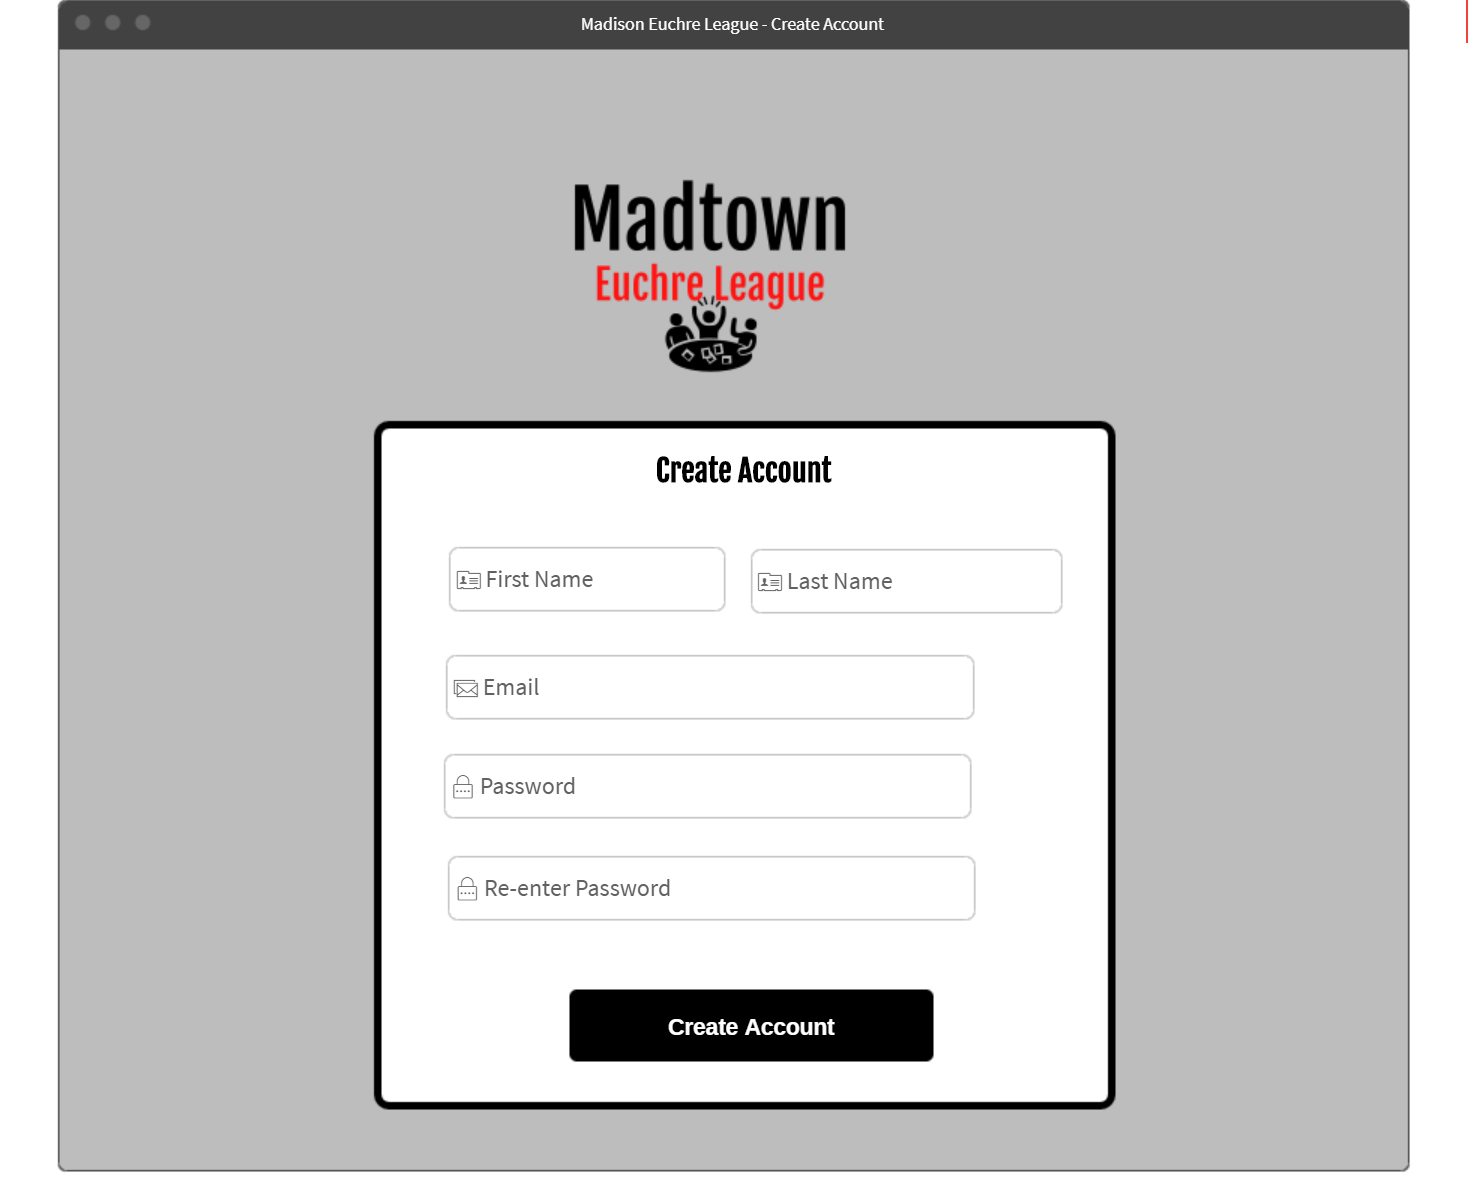 Madison Euchre League - Create Account
Madtown
Euchre League
Create Account
First Name
Last Name
Email
Password
Re-enter Password
Create Account